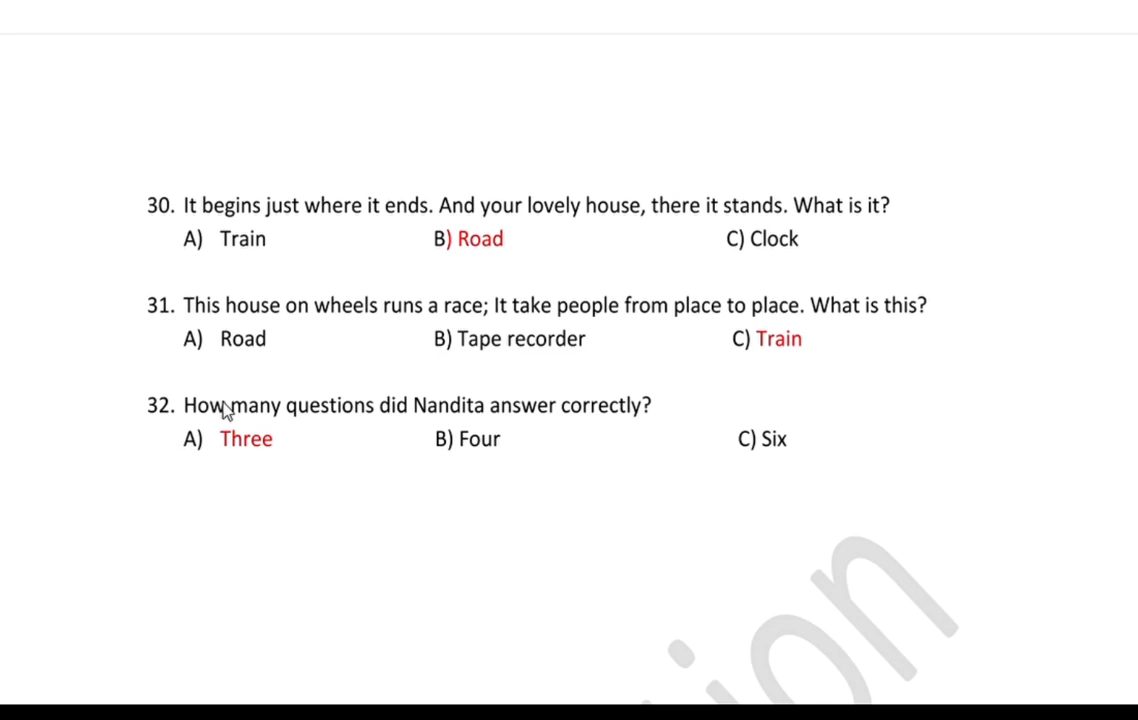 30. It begins just where it ends. And your lovely house, there it stands. What is it?
A) Train B) Road C) Clock
31. This house on wheels runs a race; It take people from place to place. What is this?
A) Road B) Tape recorder C) Train
32. How many questions did Nandita answer correctly?
A) Three B) Four C) Six
ion